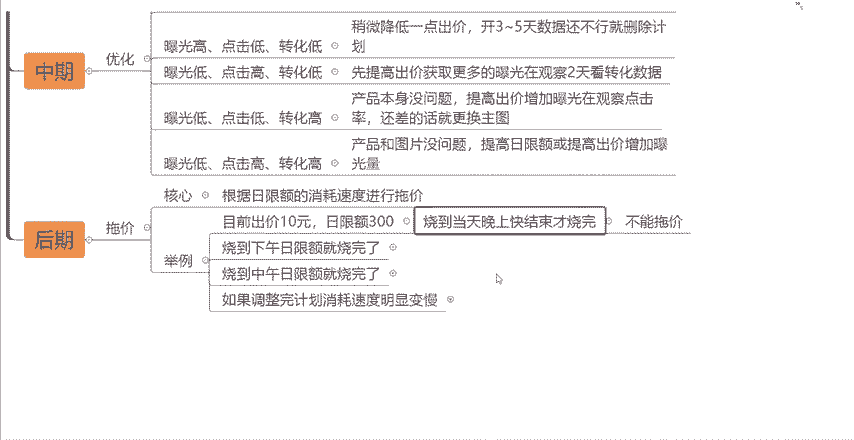 稍微降低一点出价，开3~5天数据还不行就删除计
曝光高、点击低、转化低
划
中期
优化
曝光低、点击高、转化低
先提高出价获取更多的曝光在观察2天看转化数据
产品本身没问题，提高出价增加曝光在观察点击
曝光低、点击低、转化高
率，还差的话就更换主图
产品和图片没问题，提高日限额或提高出价增加曝
曝光低、点击高、转化高
光量
核心
根据日限额的消耗速度进行拖价
后期
拖价
目前出价10元，日限额300
烧到当天晚上快结束才烧完
不能拖价
举例
烧到下午日限额就烧完了
烧到中午日限额就烧完了
如果调整完计划消耗速度明显变慢